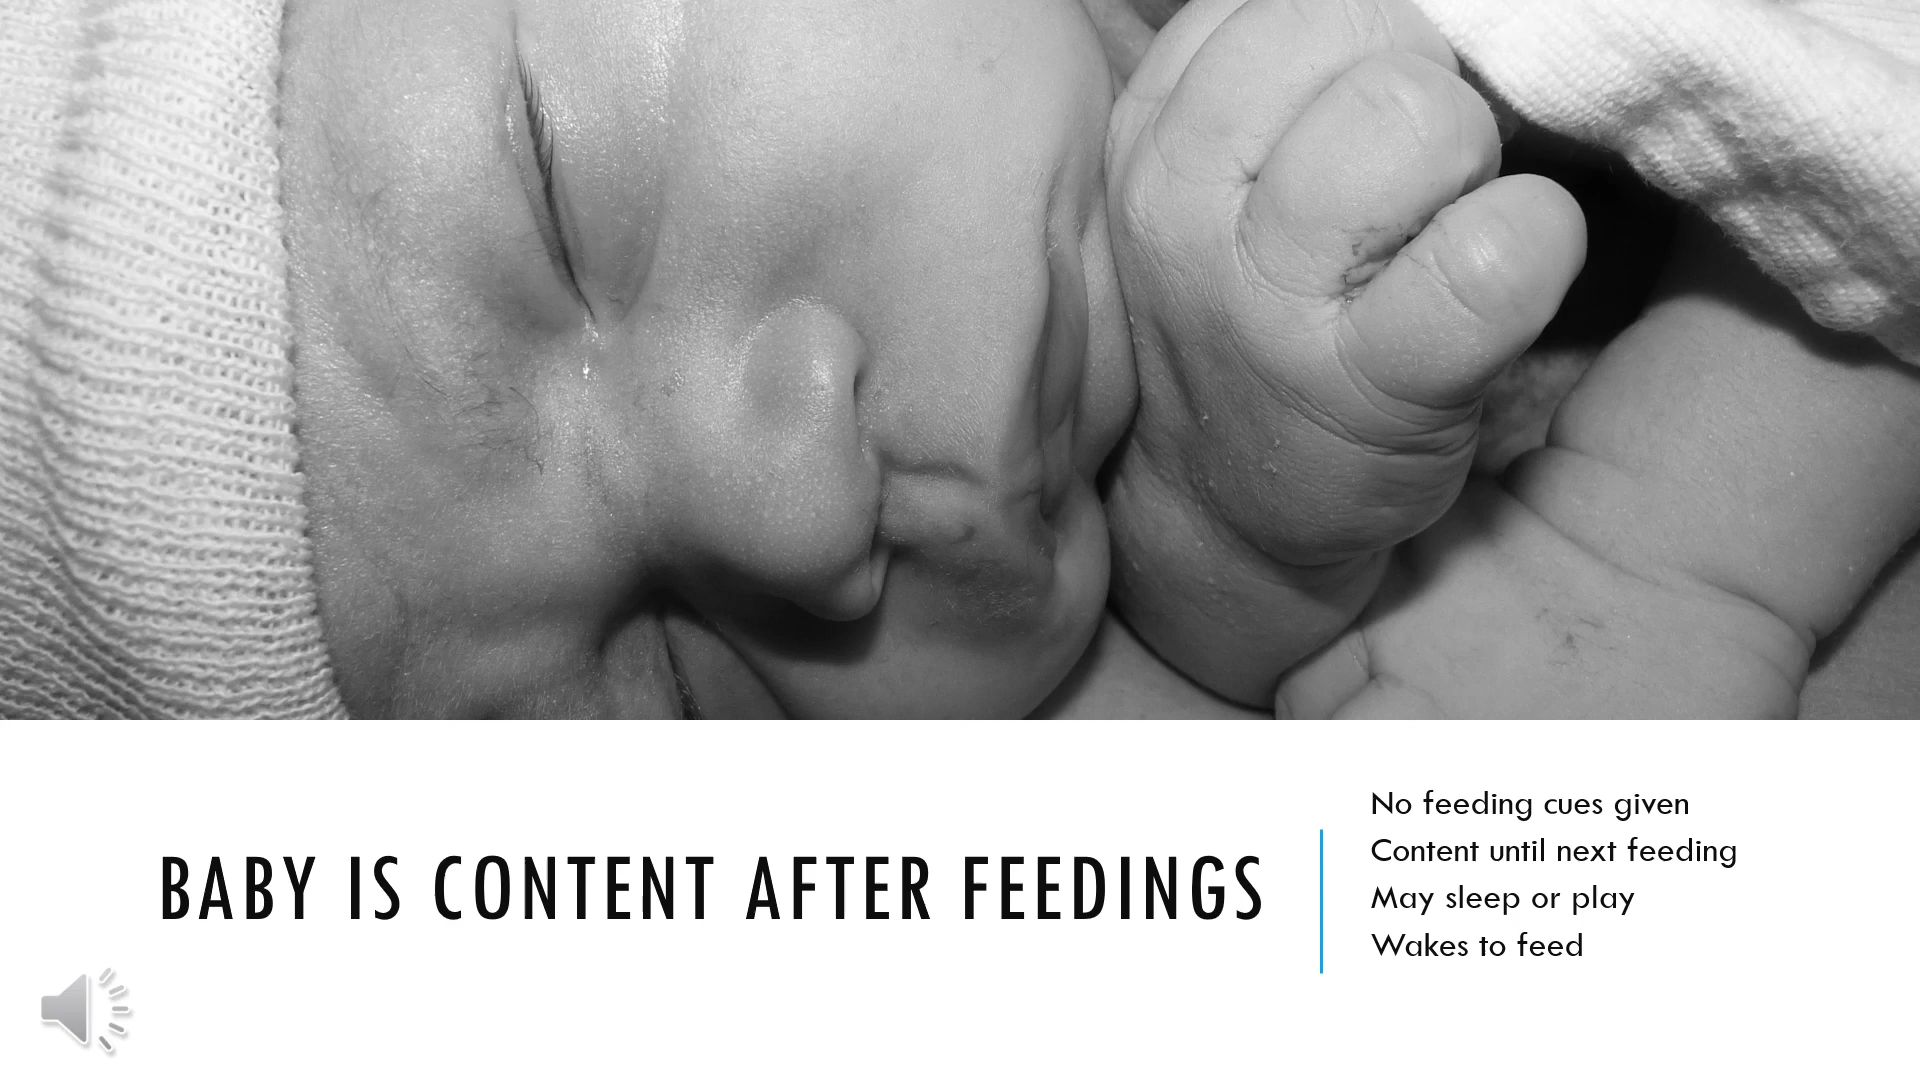 BABY IS CONTENT AFTER FEEDINGS
No feeding cues given
Content until next feeding
May sleep or play
Wakes to feed